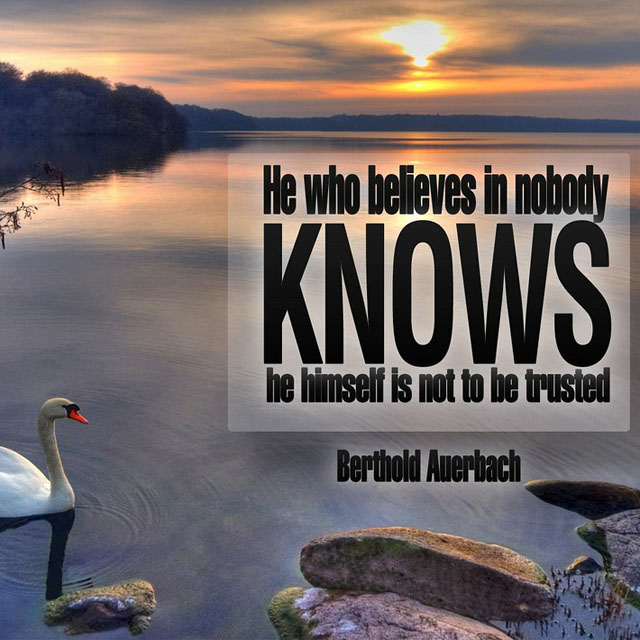 He who believes in nobody
KNOWS
he himself is not to be trusted
Berthold Auerbach